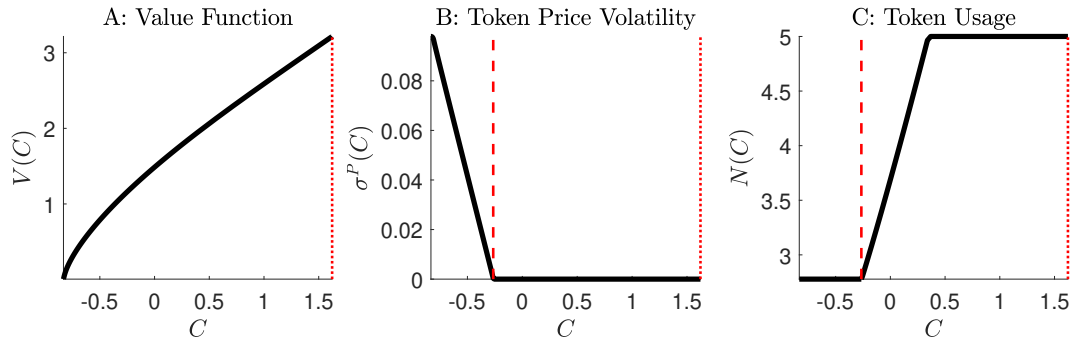 A: Value Function
V(C)
3
2
1
-0.5 0 0.5 1 1.5
C
B: Token Price Volatility
σ^P(C)
0.08
0.06
0.04
0.02
0
-0.5 0 0.5 1 1.5
C
C: Token Usage
N(C)
5
4.5
4
3.5
3
-0.5 0 0.5 1 1.5
C